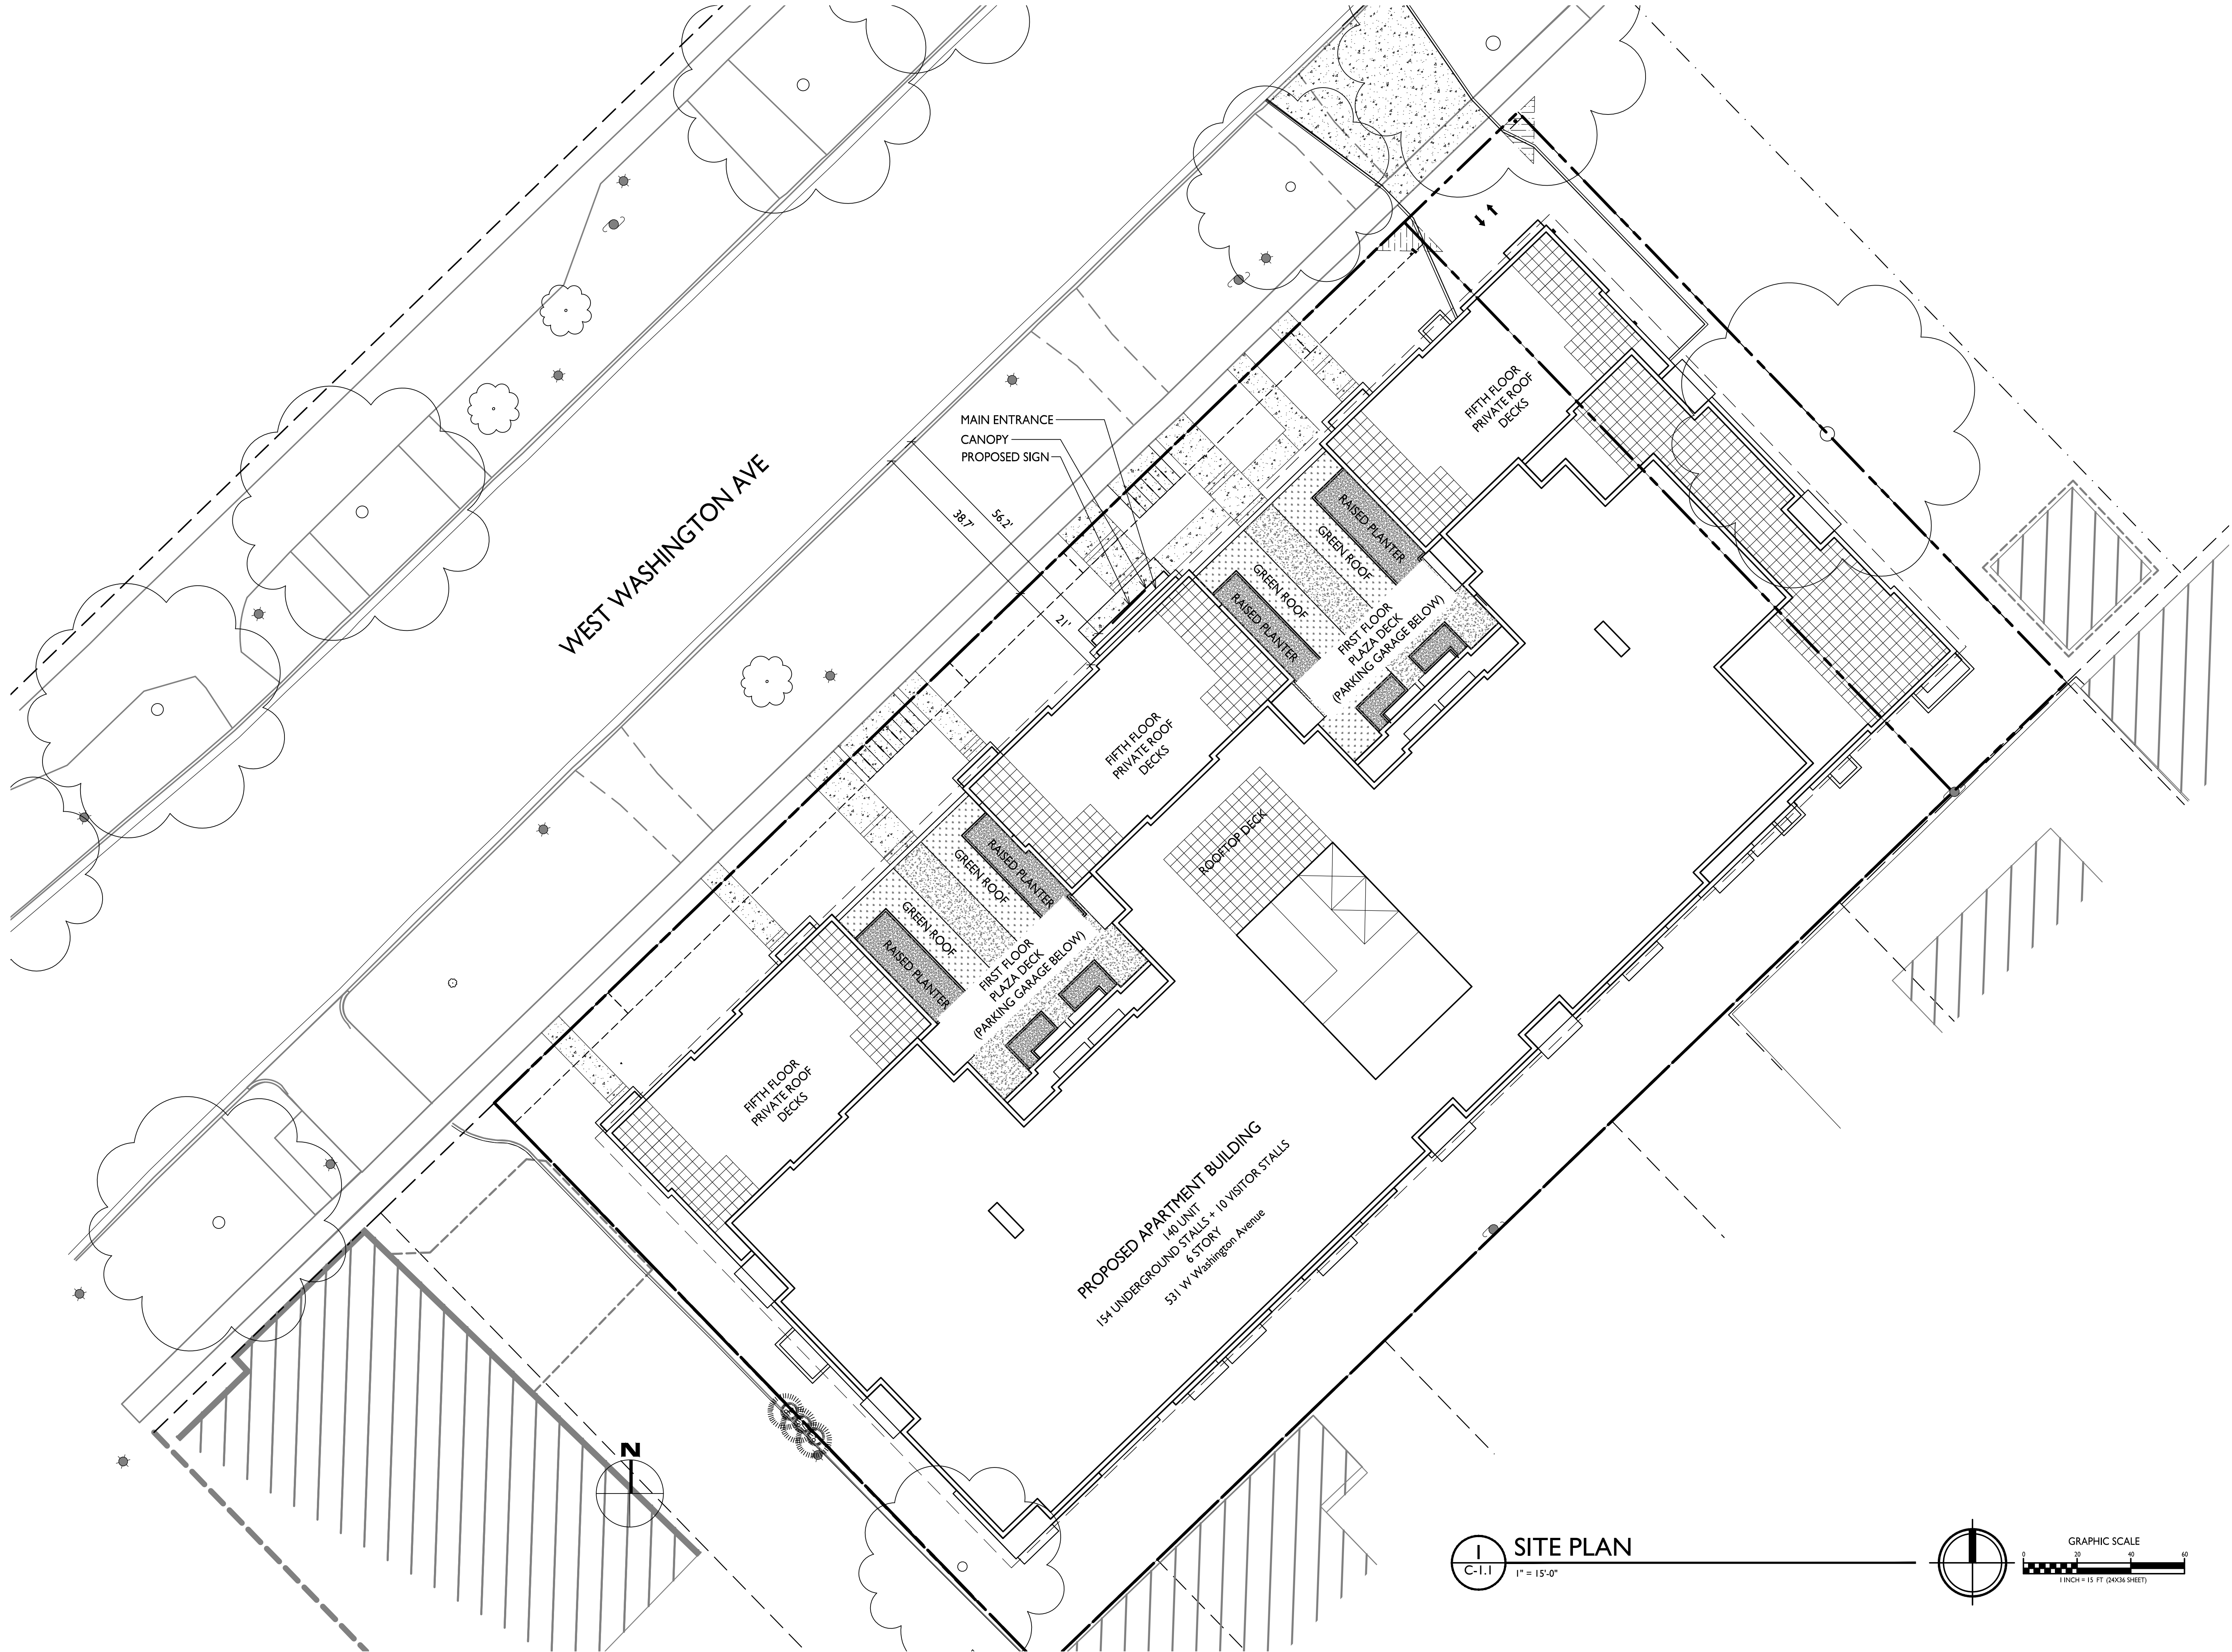 WEST WASHINGTON AVE
MAIN ENTRANCE
CANOPY
PROPOSED SIGN
38.7'
56.2'
21'
FIFTH FLOOR
PRIVATE ROOF
DECKS
RAISED PLANTER
GREEN ROOF
GREEN ROOF
RAISED PLANTER
FIRST FLOOR
PLAZA DECK
(PARKING GARAGE BELOW)
FIFTH FLOOR
PRIVATE ROOF
DECKS
ROOFTOP DECK
RAISED PLANTER
GREEN ROOF
GREEN ROOF
RAISED PLANTER
FIRST FLOOR
PLAZA DECK
(PARKING GARAGE BELOW)
FIFTH FLOOR
PRIVATE ROOF
DECKS
PROPOSED APARTMENT BUILDING
140 UNIT
154 UNDERGROUND STALLS + 10 VISITOR STALLS
6 STORY
531 W Washington Avenue
N
1
C-1.1
SITE PLAN
1" = 15'-0"
GRAPHIC SCALE
0 20 40 60
1 INCH = 15 FT (24X36 SHEET)